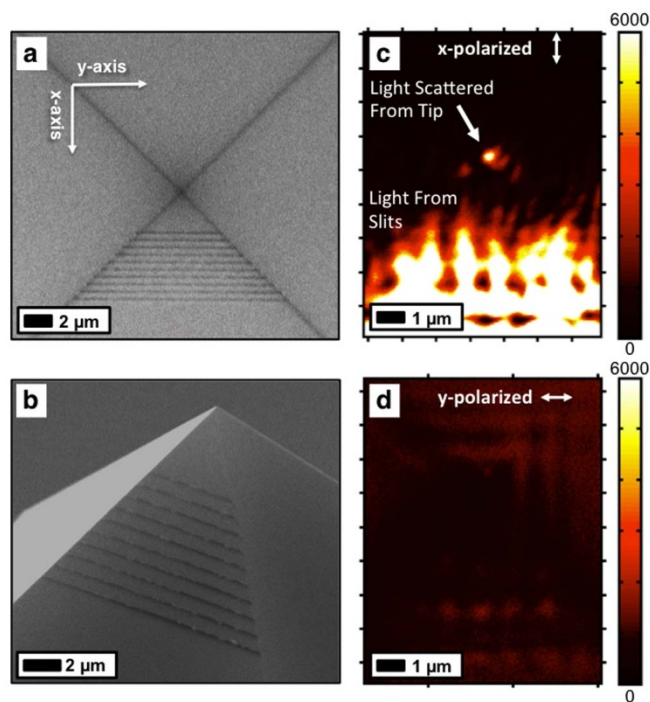 a
y-axis
x-axis
2 μm
b
2 μm
c
x-polarized
Light Scattered
From Tip
Light From
Slits
1 μm
6000
0
d
y-polarized
1 μm
6000
0